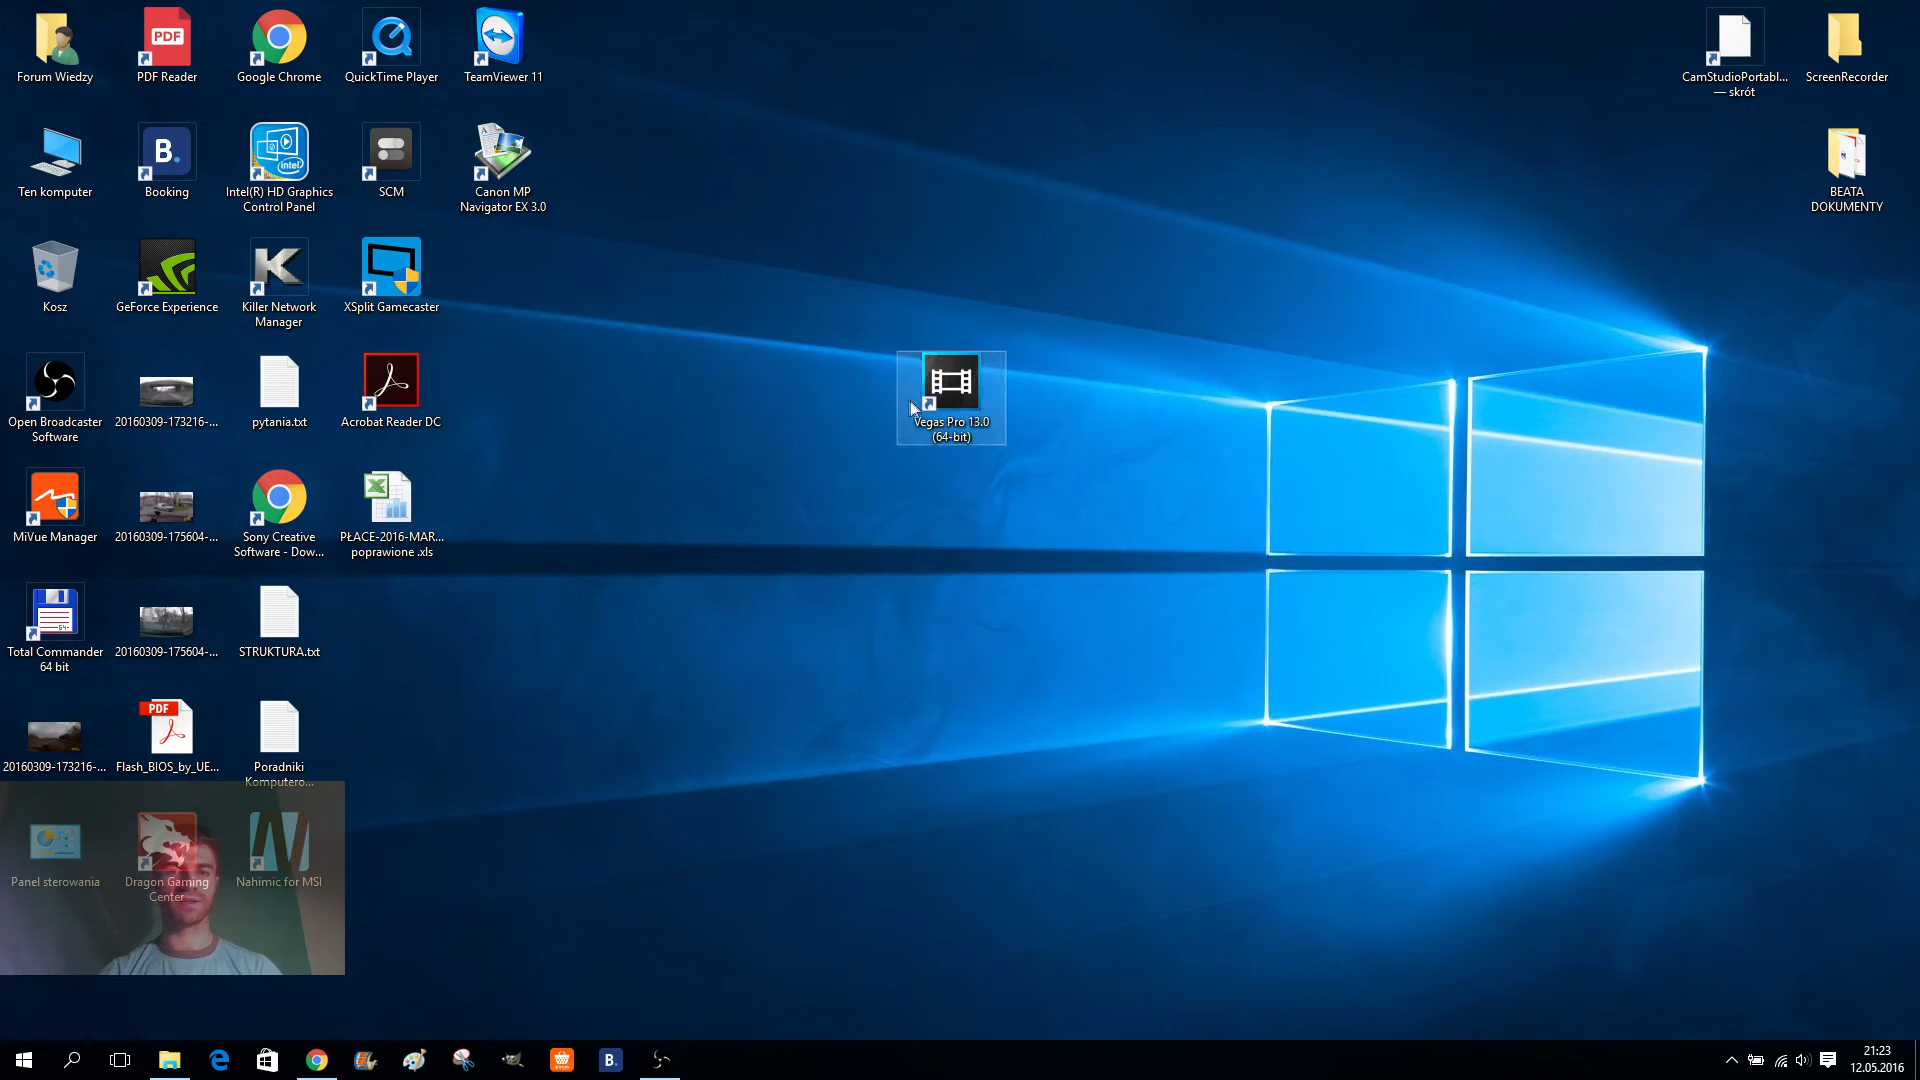 Forum Wiedzy
PDF Reader
Google Chrome
QuickTime Player
TeamViewer 11
CamStudioPortabl...
— skrót
ScreenRecorder
Ten komputer
Booking
Intel(R) HD Graphics
Control Panel
SCM
Canon MP
Navigator EX 3.0
BEATA
DOKUMENTY
Kosz
GeForce Experience
Killer Network
Manager
XSplit Gamecaster
Open Broadcaster
Software
20160309-173216-...
pytania.txt
Acrobat Reader DC
Vegas Pro 13.0
(64-bit)
MiVue Manager
20160309-175604-...
Sony Creative
Software - Dow...
PŁACE-2016-MAR...
poprawione .xls
Total Commander
64 bit
20160309-175604-...
STRUKTURA.txt
20160309-173216-...
Flash_BIOS_by_UE...
Poradniki
Komputero...
Panel sterowania
Dragon Gaming
Center
Nahimic for MSI
PDF
B.
intel
PDF
B.
21:23
12.05.2016